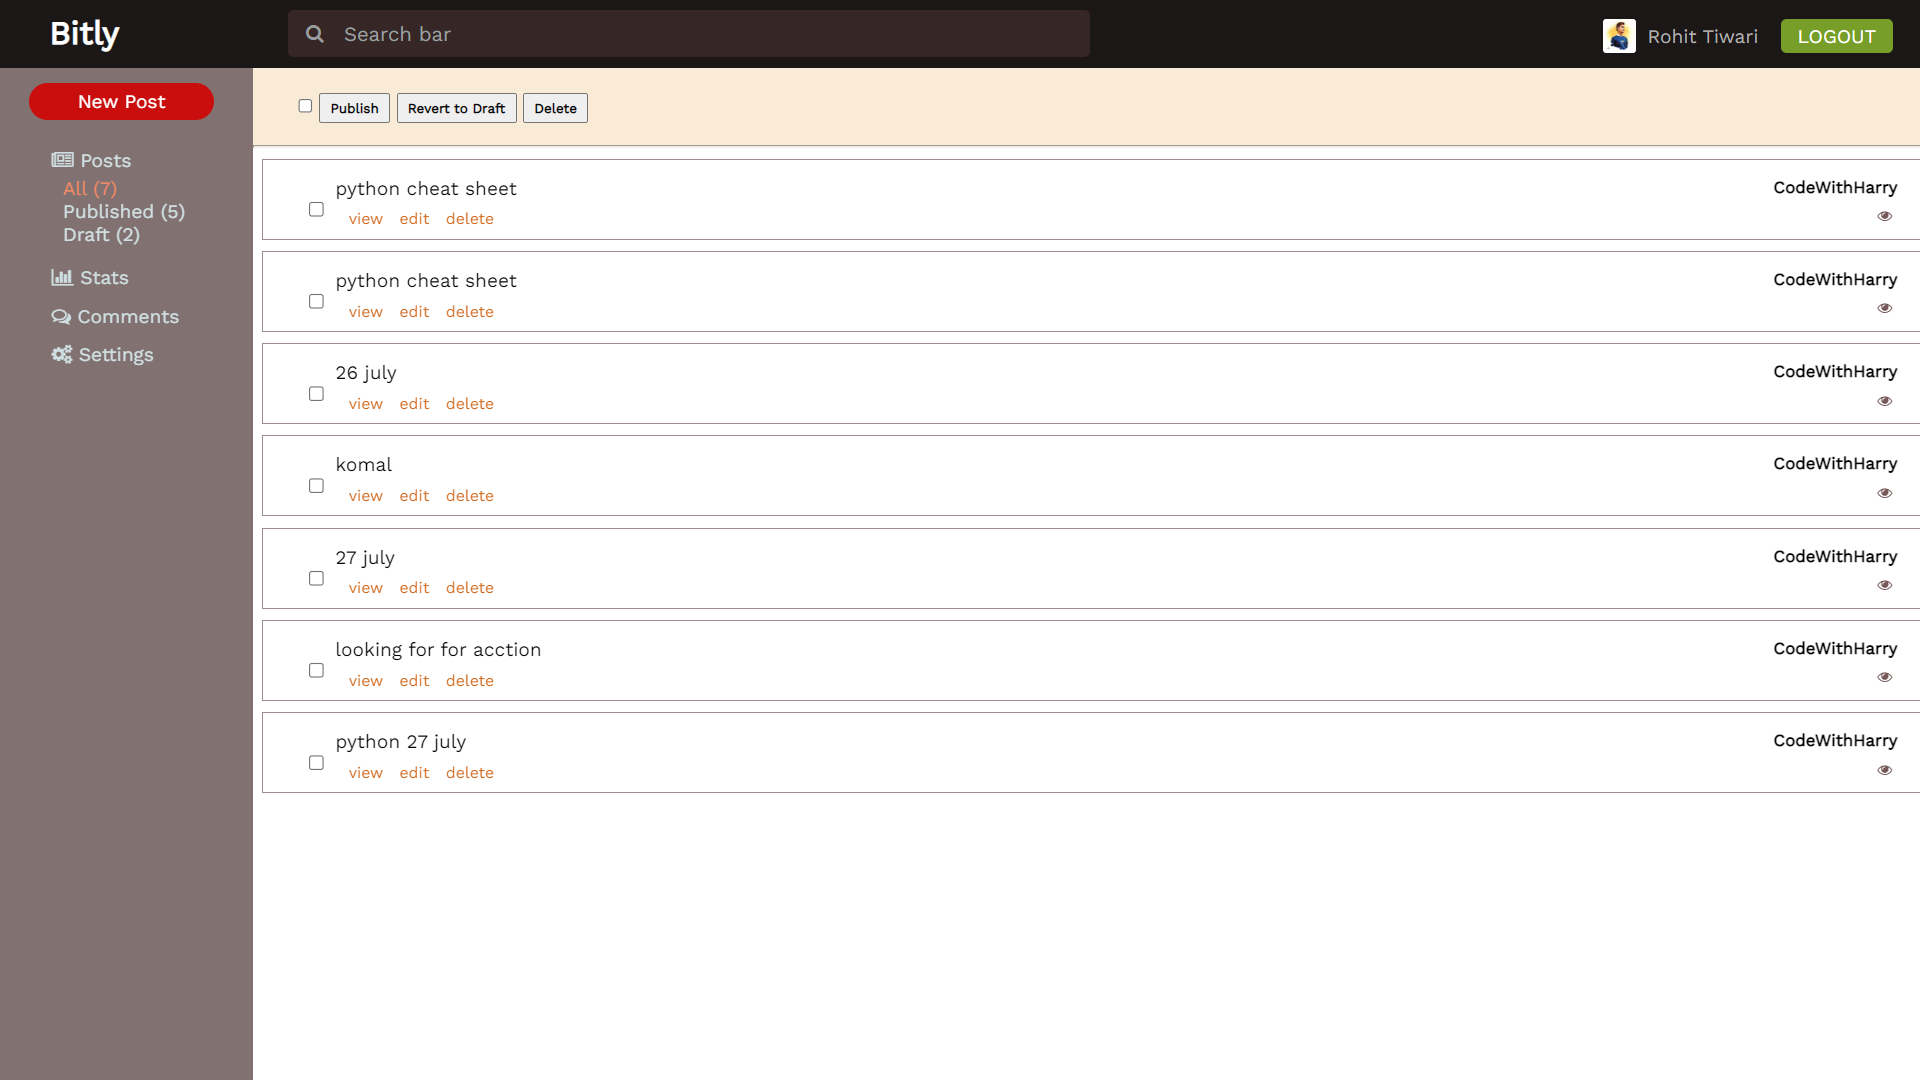 Bitly
Search bar
Rohit Tiwari
LOGOUT
New Post
Posts
All (7)
Published (5)
Draft (2)
Stats
Comments
Settings
Publish Revert to Draft Delete
python cheat sheet
CodeWithHarry
view edit delete
python cheat sheet
CodeWithHarry
view edit delete
26 july
CodeWithHarry
view edit delete
komal
CodeWithHarry
view edit delete
27 july
CodeWithHarry
view edit delete
looking for for acction
CodeWithHarry
view edit delete
python 27 july
CodeWithHarry
view edit delete